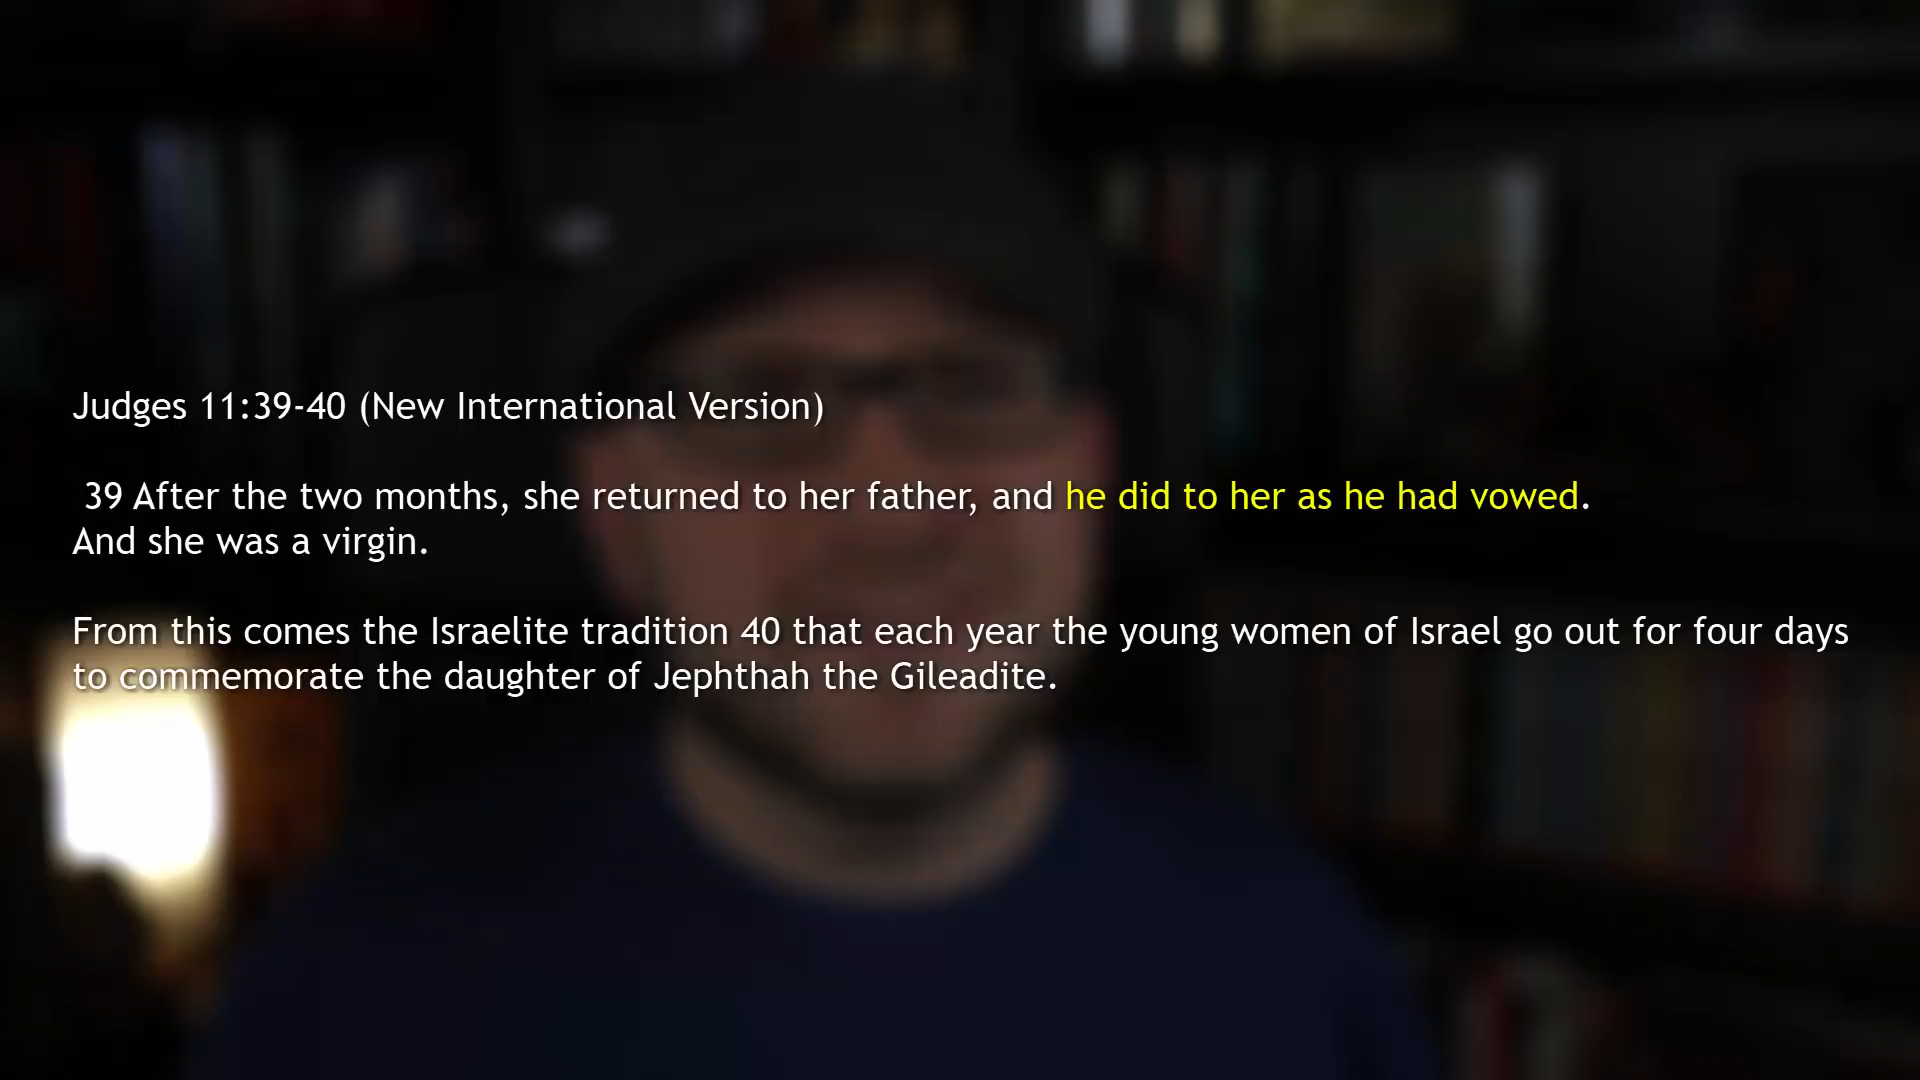 Judges 11:39-40 (New International Version)
39 After the two months, she returned to her father, and he did to her as he had vowed.
And she was a virgin.
From this comes the Israelite tradition 40 that each year the young women of Israel go out for four days
to commemorate the daughter of Jephthah the Gileadite.